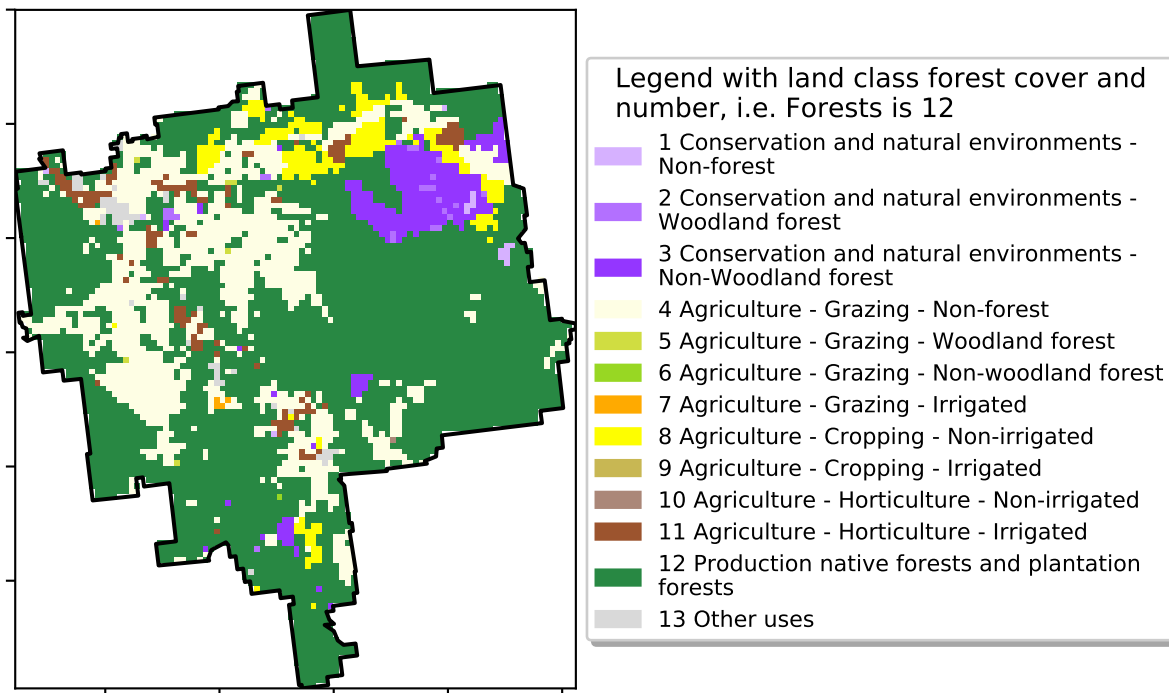 Legend with land class forest cover and
number, i.e. Forests is 12
1 Conservation and natural environments -
Non-forest
2 Conservation and natural environments -
Woodland forest
3 Conservation and natural environments -
Non-Woodland forest
4 Agriculture - Grazing - Non-forest
5 Agriculture - Grazing - Woodland forest
6 Agriculture - Grazing - Non-woodland forest
7 Agriculture - Grazing - Irrigated
8 Agriculture - Cropping - Non-irrigated
9 Agriculture - Cropping - Irrigated
10 Agriculture - Horticulture - Non-irrigated
11 Agriculture - Horticulture - Irrigated
12 Production native forests and plantation
forests
13 Other uses